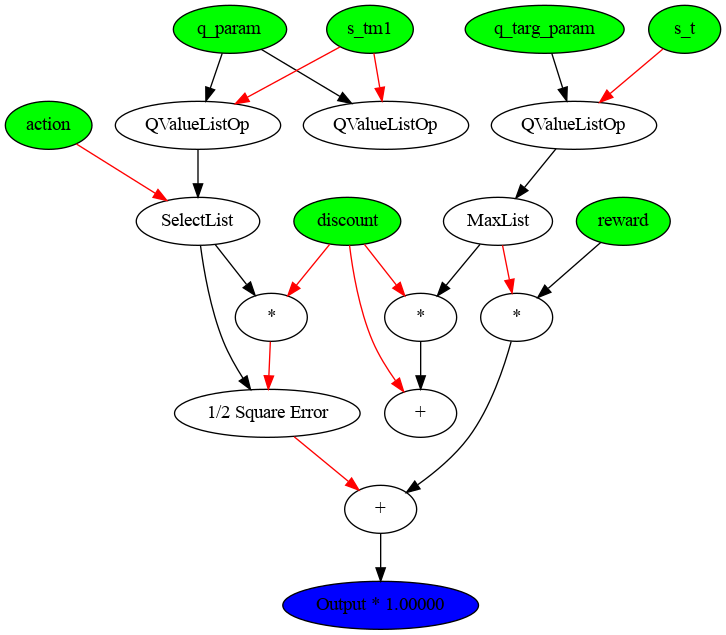 q_param
s_tm1
q_targ_param
s_t
action
QValueListOp
QValueListOp
QValueListOp
SelectList
discount
MaxList
reward
*
*
*
1/2 Square Error
+
+
Output * 1.00000